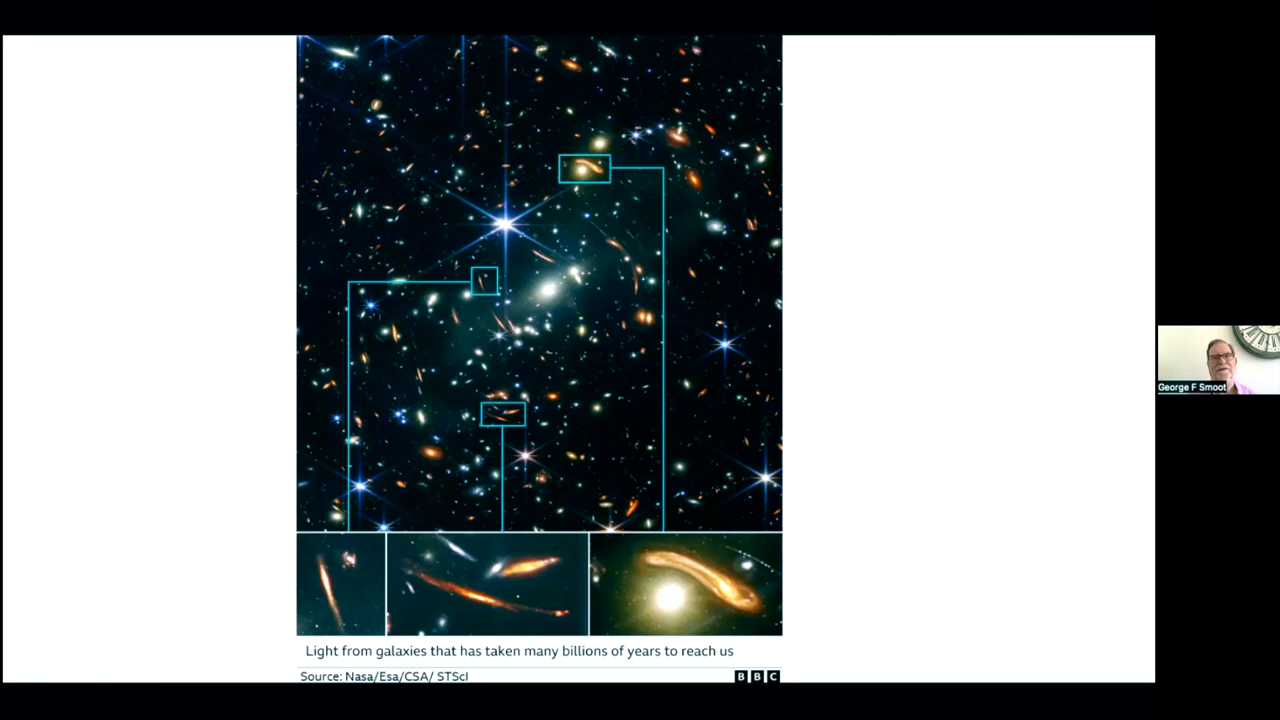 George F Smoot
Light from galaxies that has taken many billions of years to reach us
Source: Nasa/Esa/CSA/ STScI
BBC